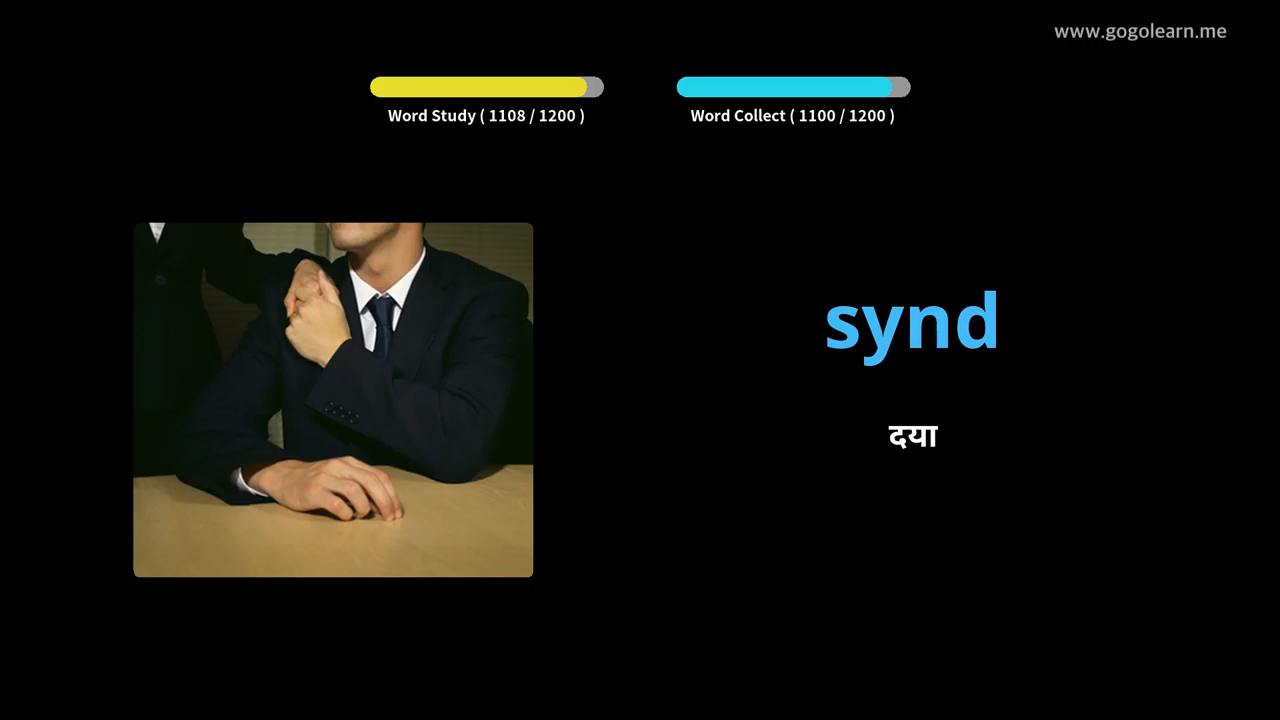 www.gogolearn.me
Word Study ( 1108 / 1200 )
Word Collect ( 1100 / 1200 )
synd
दया